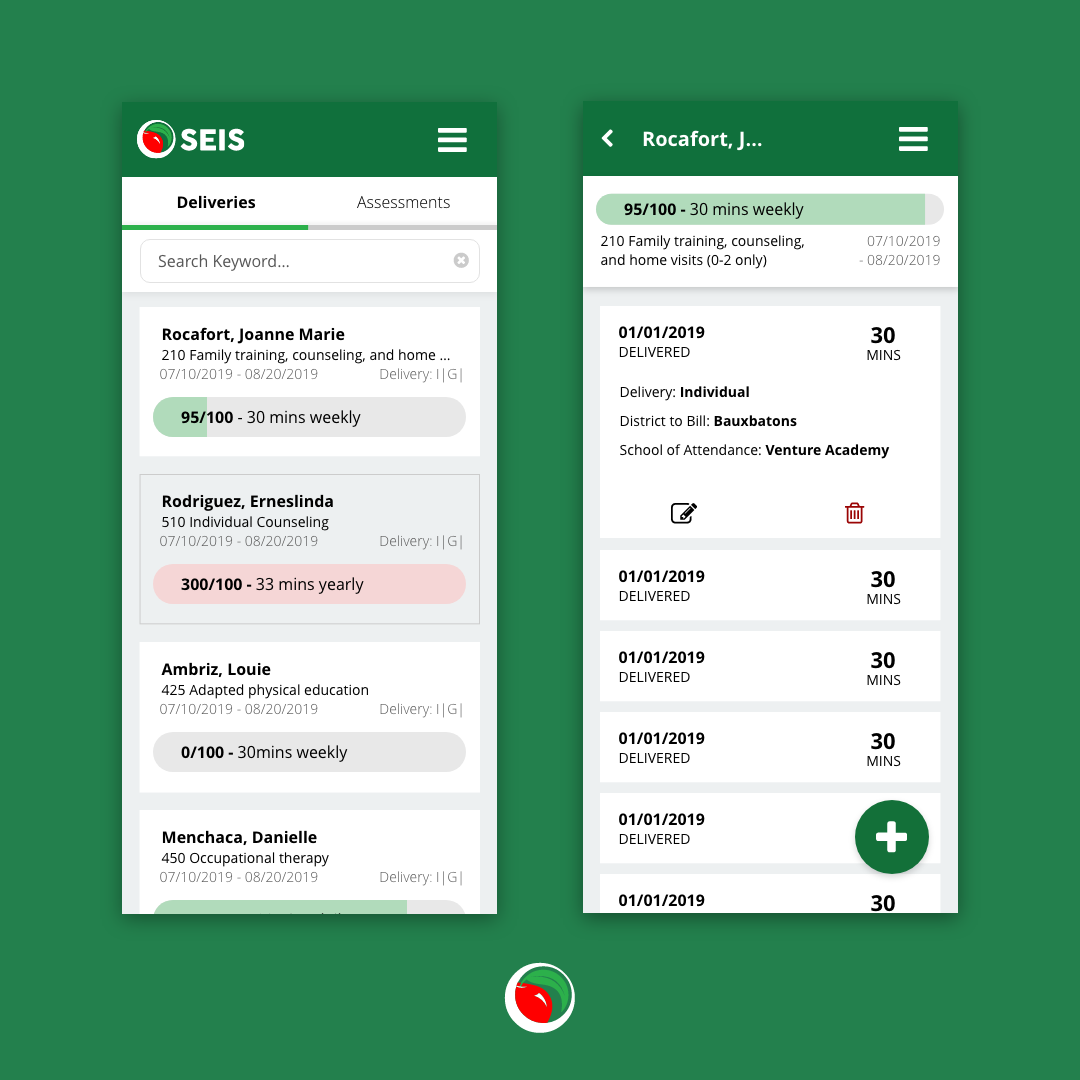 SEIS
Deliveries
Assessments
Search Keyword...
Rocafort, Joanne Marie
210 Family training, counseling, and home ...
07/10/2019 - 08/20/2019
Delivery: I|G|
95/100 - 30 mins weekly
Rodriguez, Erneslinda
510 Individual Counseling
07/10/2019 - 08/20/2019
Delivery: I|G|
300/100 - 33 mins yearly
Ambriz, Louie
425 Adapted physical education
07/10/2019 - 08/20/2019
Delivery: I|G|
0/100 - 30mins weekly
Menchaca, Danielle
450 Occupational therapy
07/10/2019 - 08/20/2019
Delivery: I|G|
Rocafort, J...
95/100 - 30 mins weekly
210 Family training, counseling,
and home visits (0-2 only)
07/10/2019
- 08/20/2019
01/01/2019
DELIVERED
30
MINS
Delivery: Individual
District to Bill: Bauxbatons
School of Attendance: Venture Academy
01/01/2019
DELIVERED
30
MINS
01/01/2019
DELIVERED
30
MINS
01/01/2019
DELIVERED
30
MINS
01/01/2019
DELIVERED
01/01/2019
30